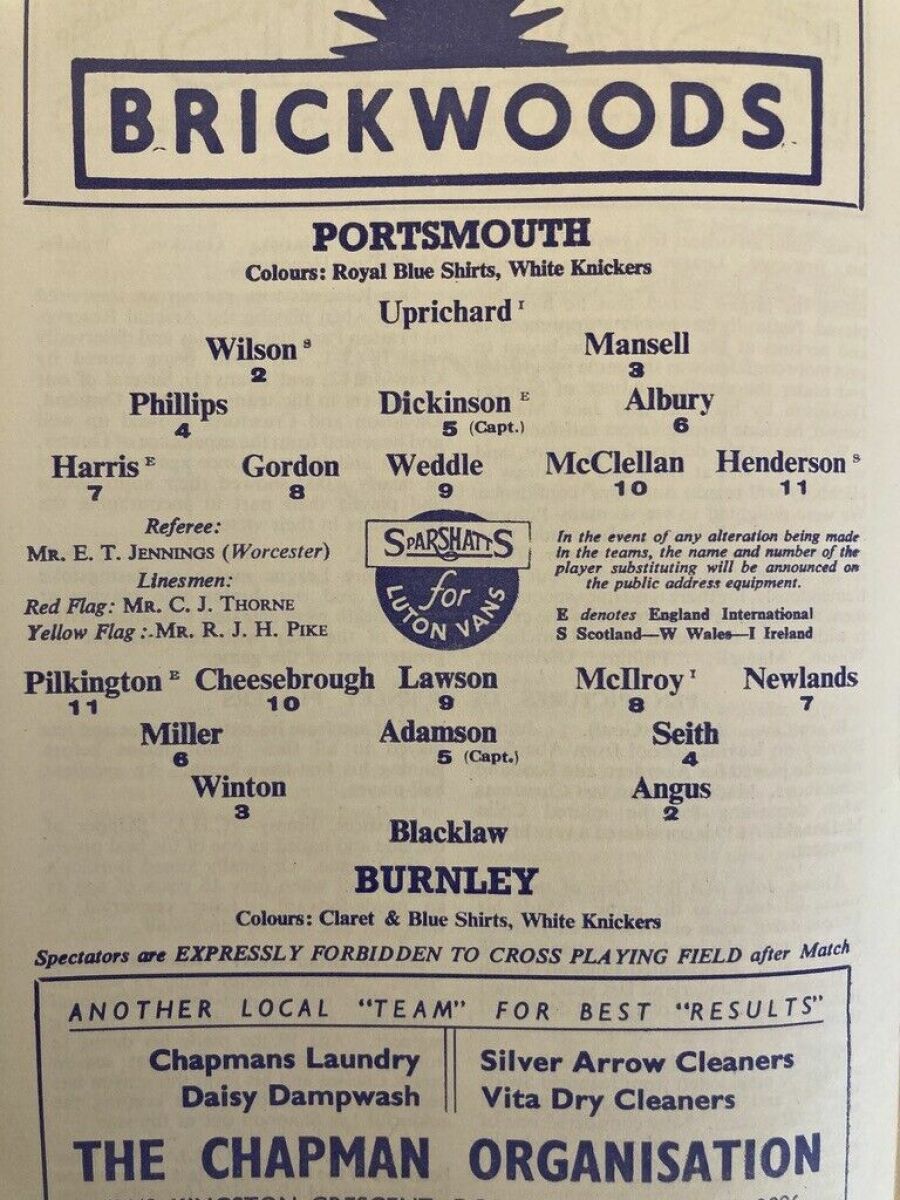 BRICKWOODS
PORTSMOUTH
Colours: Royal Blue Shirts, White Knickers
Uprichard I
Wilson S Mansell
2 3
Phillips Dickinson E Albury
4 5 (Capt.) 6
Harris E Gordon Weddle McClellan Henderson S
7 8 9 10 11
Referee:
MR. E. T. JENNINGS (Worcester)
Linesmen:
Red Flag: MR. C. J. THORNE
Yellow Flag: MR. R. J. H. PIKE
SPARSHATTS
for
LUTON VANS
In the event of any alteration being made
in the teams, the name and number of the
player substituting will be announced on
the public address equipment.
E denotes England International
S Scotland—W Wales—I Ireland
Pilkington E Cheesebrough Lawson McIlroy I Newlands
11 10 9 8 7
Miller Adamson Seith
6 5 (Capt.) 4
Winton Angus
3 2
Blacklaw
BURNLEY
Colours: Claret & Blue Shirts, White Knickers
Spectators are EXPRESSLY FORBIDDEN TO CROSS PLAYING FIELD after Match
ANOTHER LOCAL "TEAM" FOR BEST "RESULTS"
Chapmans Laundry Silver Arrow Cleaners
Daisy Dampwash Vita Dry Cleaners
THE CHAPMAN ORGANISATION
KINGSTON CRESCENT